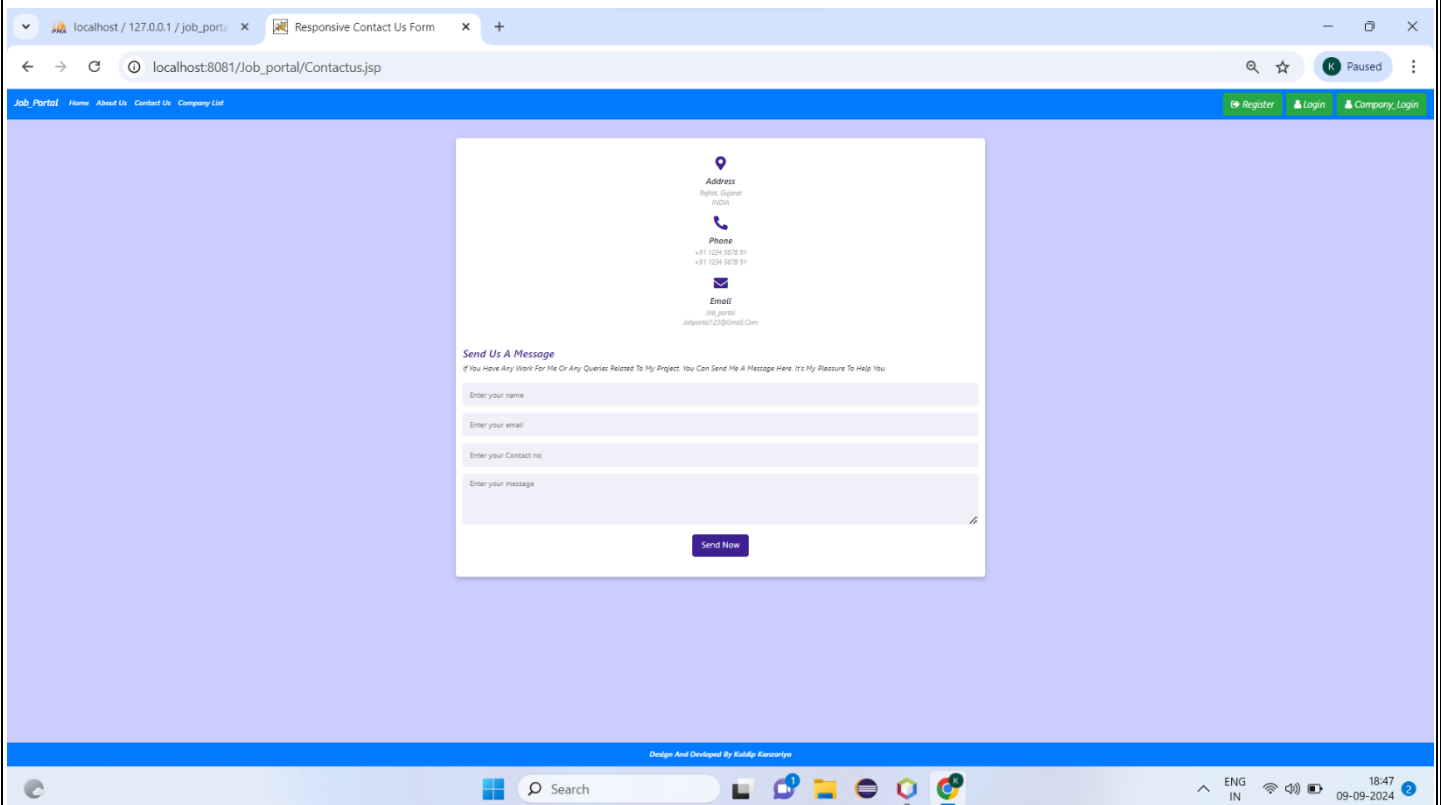 localhost / 127.0.0.1 / job_porta
Responsive Contact Us Form
localhost:8081/Job_portal/Contactus.jsp
K Paused
Job_Portal Home About Us Contact Us Company List
Register Login Company_Login
Address
Rajkot, Gujarat
INDIA
Phone
+91 1234 5678 91
+91 1234 5678 91
Email
Job_portal
Jobportal123@Gmail.Com
Send Us A Message
If You Have Any Work For Me Or Any Queries Related To My Project, You Can Send Me A Message Here. It's My Pleasure To Help You.
Enter your name
Enter your email
Enter your Contact no
Enter your message
Send Now
Design And Devloped By Kuldip Kanzariya
Search
1
K
ENG
IN
18:47
09-09-2024
2